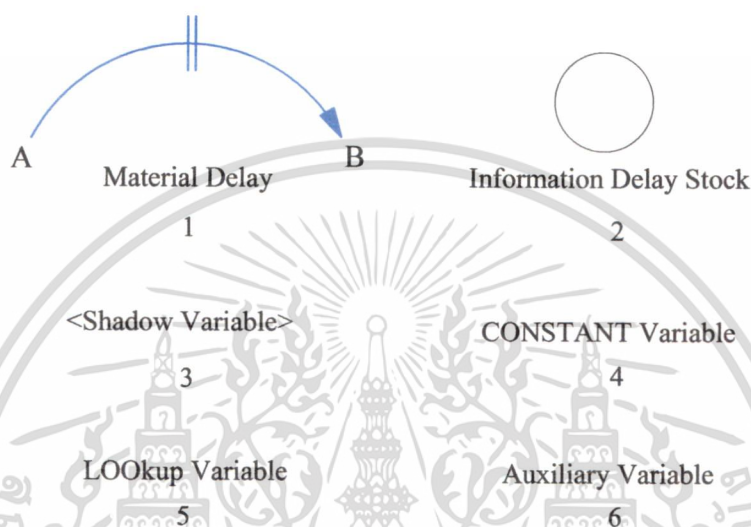 A
B
Material Delay
1
Information Delay Stock
2
<Shadow Variable>
3
CONSTANT Variable
4
LOOkup Variable
5
Auxiliary Variable
6